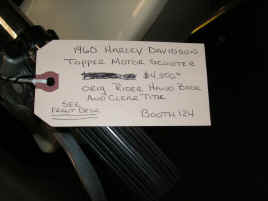 1960 HARLEY DAVIDSON
TOPPER MOTOR SCOOTER
$4,500
ORIG RIDER HAND BOOK
AND CLEAR TITLE
SEE
FRONT DESK
BOOTH 124